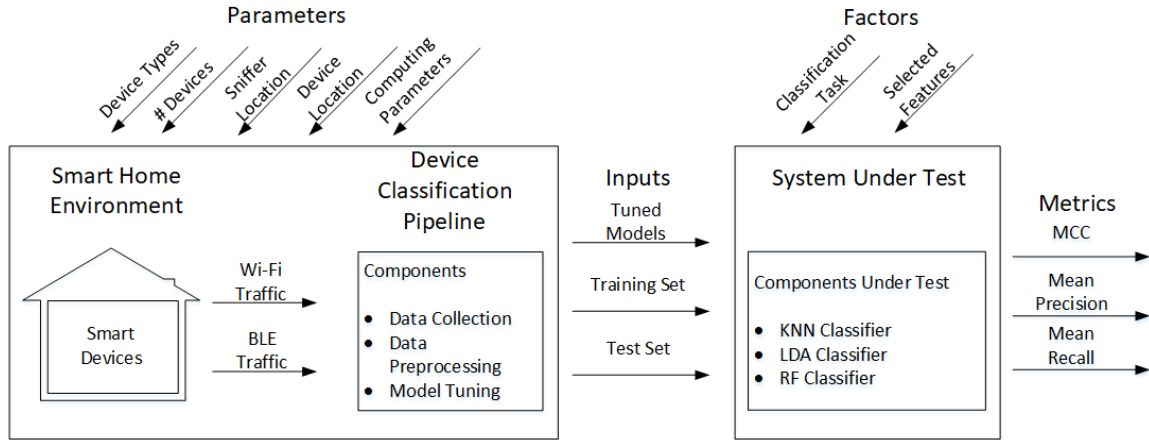 Parameters
Factors
Device Types
# Devices
Sniffer
Location
Device
Location
Computing
Parameters
Classification
Task
Selected
Features
Smart Home
Environment
Device
Classification
Pipeline
Inputs
System Under Test
Metrics
Smart
Devices
Wi-Fi
Traffic
BLE
Traffic
Components
● Data Collection
● Data
Preprocessing
● Model Tuning
Tuned
Models
Training Set
Test Set
Components Under Test
● KNN Classifier
● LDA Classifier
● RF Classifier
MCC
Mean
Precision
Mean
Recall